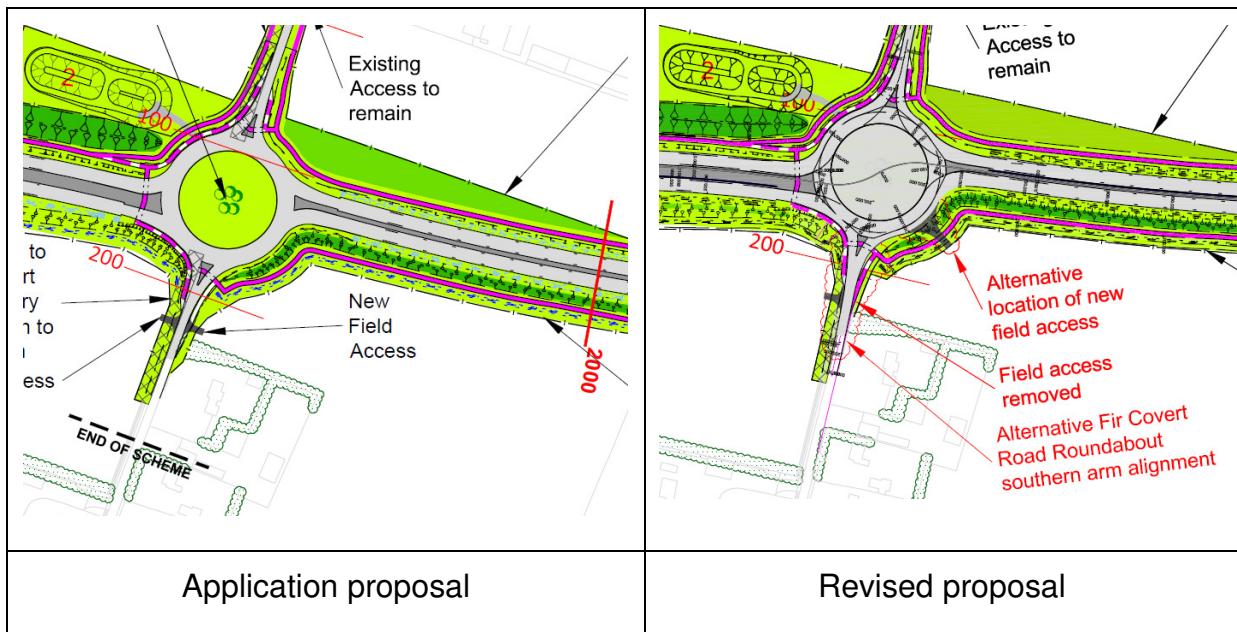 Existing
Access to
remain
2
100
200
to
rt
ry
n to
ess
New
Field
Access
2000
END OF SCHEME
Application proposal
Access to
remain
2
100
200
Alternative
location of new
field access
Field access
removed
Alternative Fir Covert
Road Roundabout
southern arm alignment
Revised proposal